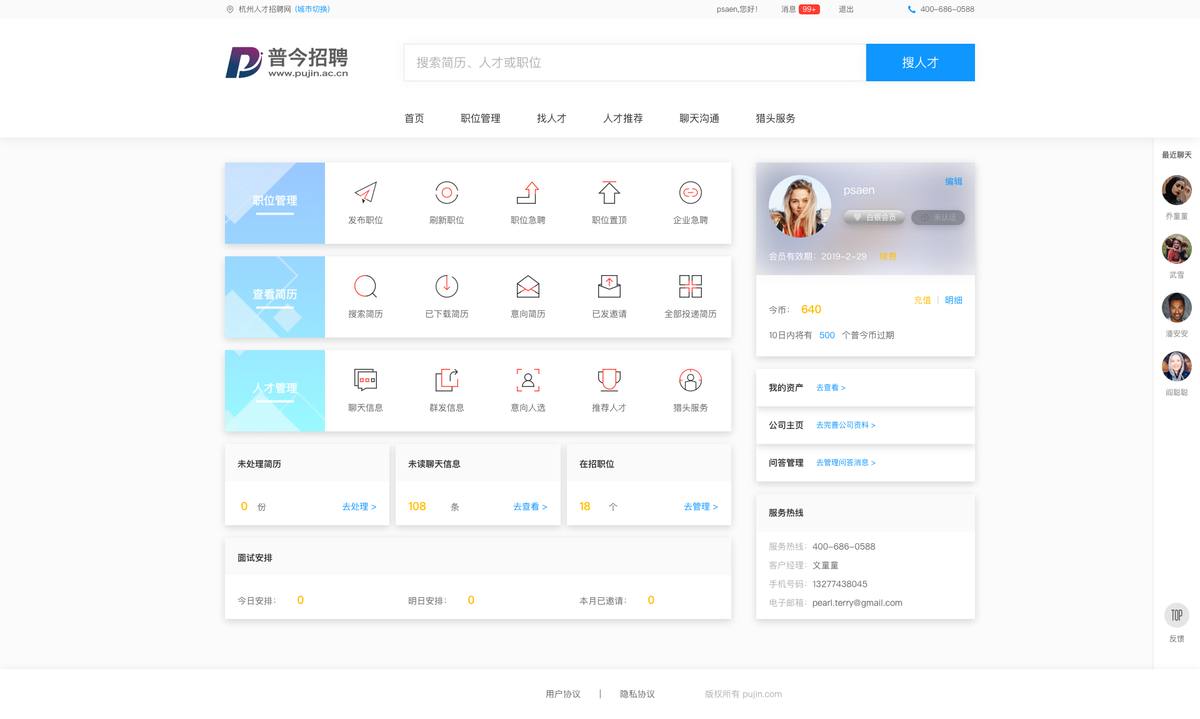 杭州人才招聘网 (城市切换) psaen,您好! 消息 99+ 退出 400-686-0588
普今招聘
www.pujin.ac.cn
搜索简历、人才或职位 搜人才
首页 职位管理 找人才 人才推荐 聊天沟通 猎头服务
职位管理
发布职位 刷新职位 职位急聘 职位置顶 企业急聘
查看简历
搜索简历 已下载简历 意向简历 已发邀请 全部投递简历
人才管理
聊天信息 群发信息 意向人选 推荐人才 猎头服务
未处理简历
0 份 去处理 >
未读聊天信息
108 条 去查看 >
在招职位
18 个 去管理 >
面试安排
今日安排: 0 明日安排: 0 本月已邀请: 0
编辑
psaen
白银会员 未认证
会员有效期: 2019-2-29 续费
充值 | 明细
今币: 640
10日内将有 500 个普今币过期
我的资产 去查看 >
公司主页 去完善公司资料 >
问答管理 去管理问答消息 >
服务热线
服务热线: 400-686-0588
客户经理: 文童童
手机号码: 13277438045
电子邮箱: pearl.terry@gmail.com
最近聊天
乔童童
武雪
潘安安
阎聪聪
TOP
反馈
用户协议 | 隐私协议 版权所有 pujin.com